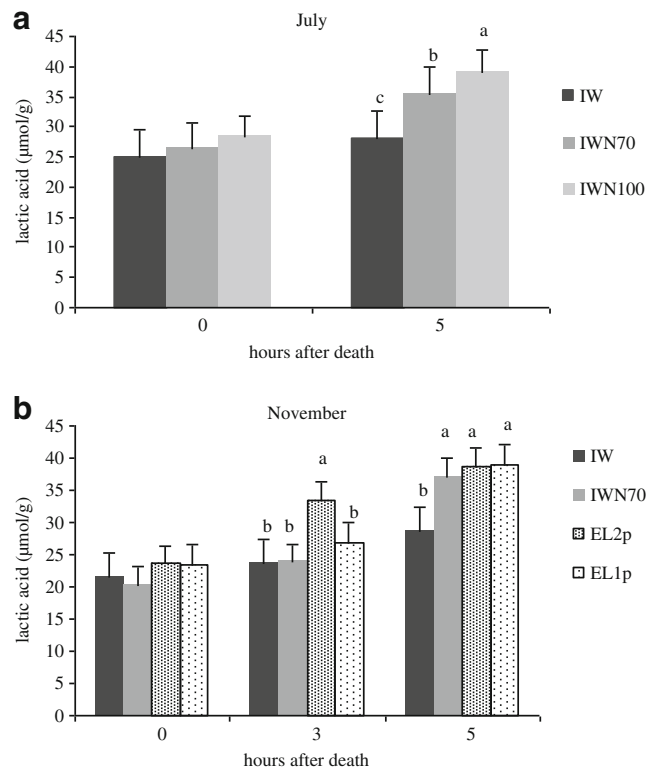 a
July
45
40
35
30
25
20
15
10
5
0
lactic acid (µmol/g)
c
b
a
0
5
hours after death
IW
IWN70
IWN100
b
November
45
40
35
30
25
20
15
10
5
0
lactic acid (µmol/g)
b
b
a
b
b
a
a
a
0
3
5
hours after death
IW
IWN70
EL2p
EL1p